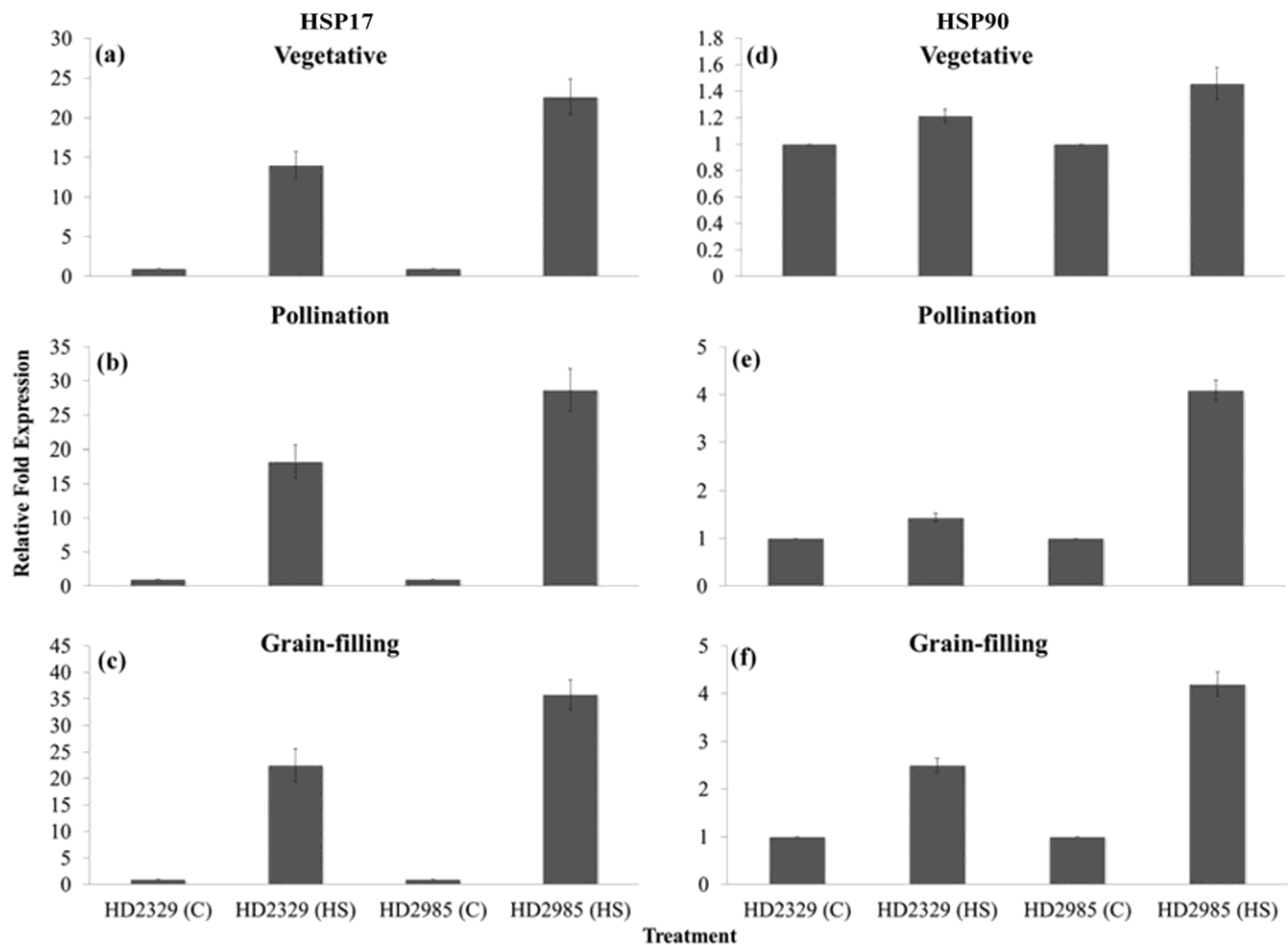 HSP17
HSP90
(a)
Vegetative
30
25
20
15
10
5
0
(d)
Vegetative
1.8
1.6
1.4
1.2
1
0.8
0.6
0.4
0.2
0
Relative Fold Expression
Pollination
(b)
35
30
25
20
15
10
5
0
Pollination
(e)
5
4
3
2
1
0
Grain-filling
(c)
45
40
35
30
25
20
15
10
5
0
HD2329 (C) HD2329 (HS) HD2985 (C) HD2985 (HS)
Grain-filling
(f)
5
4
3
2
1
0
HD2329 (C) HD2329 (HS) HD2985 (C) HD2985 (HS)
Treatment